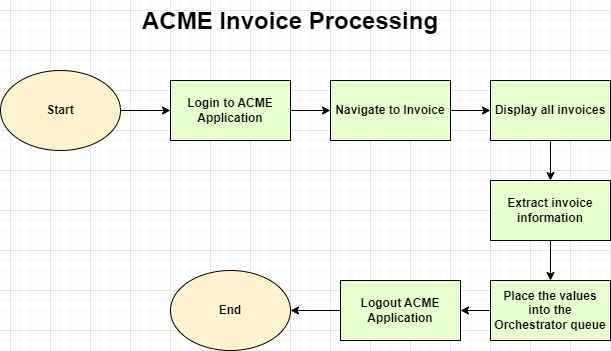 ACME Invoice Processing
Start
Login to ACME
Application
Navigate to Invoice
Display all invoices
Extract invoice
information
Place the values
into the
Orchestrator queue
Logout ACME
Application
End